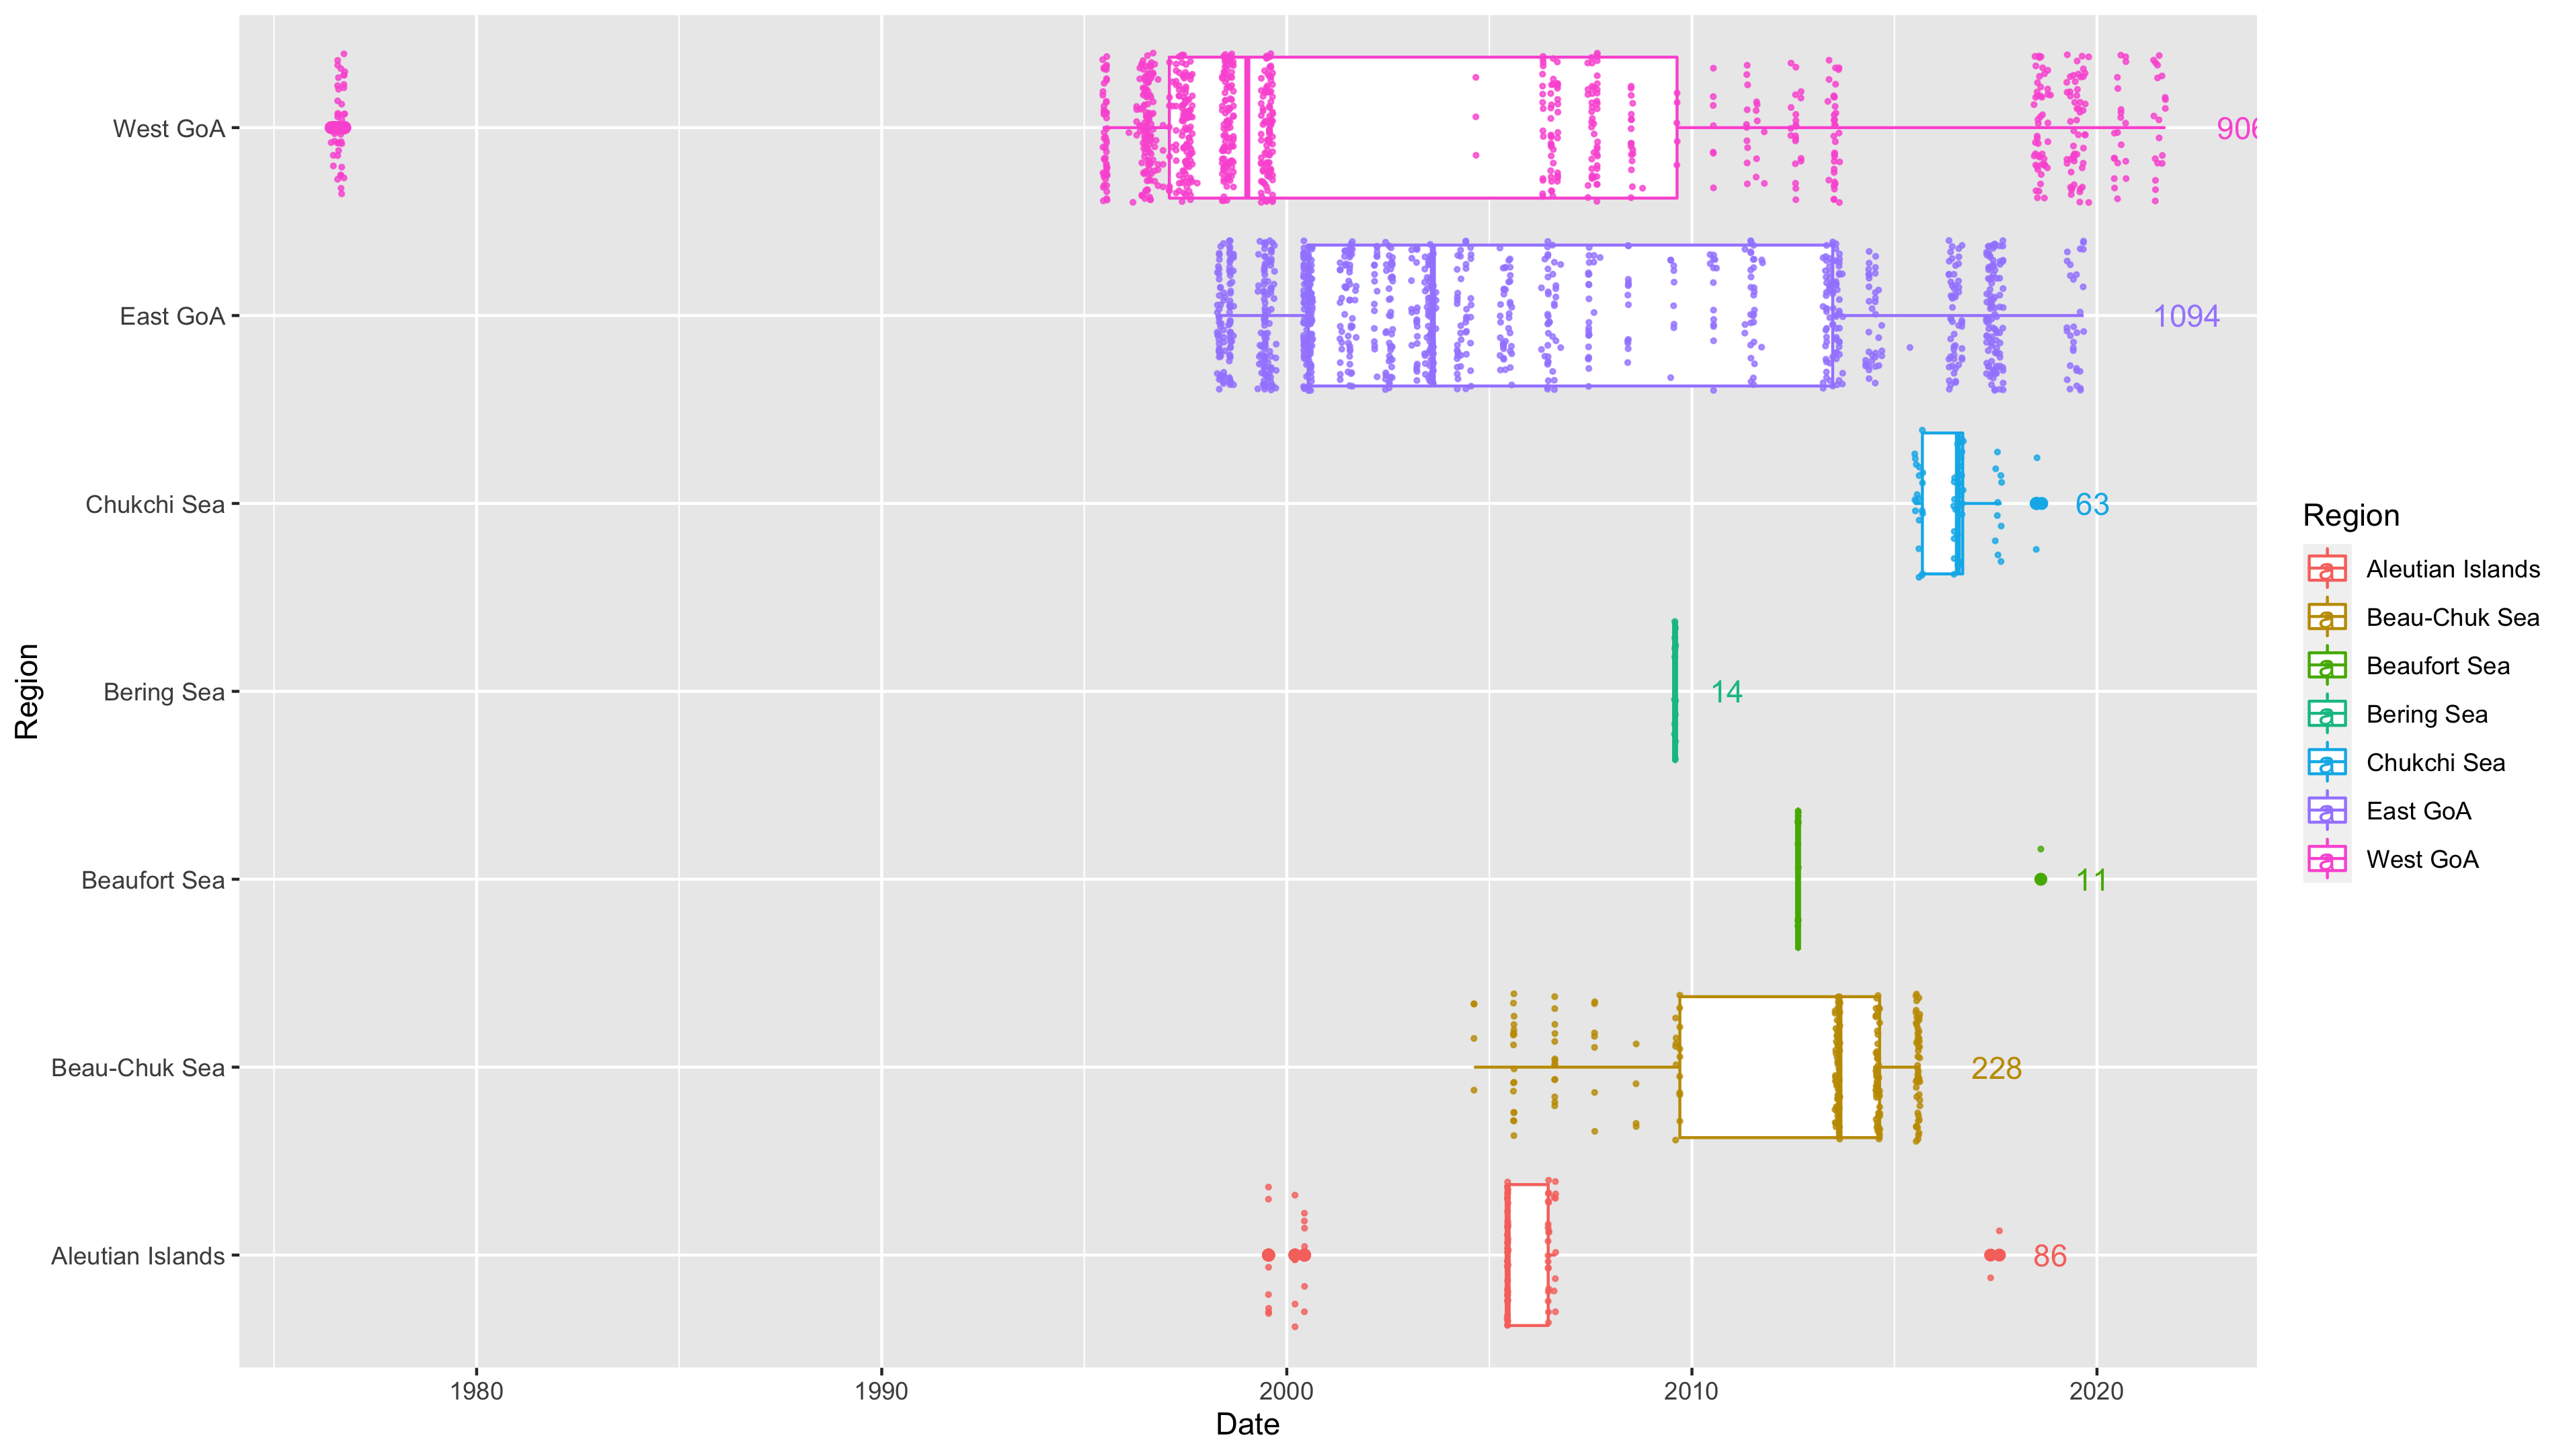 West GoA
906
East GoA
1094
Chukchi Sea
63
Bering Sea
14
Beaufort Sea
11
Beau-Chuk Sea
228
Aleutian Islands
86
1980
1990
2000
2010
2020
Date
Region
Region
a Aleutian Islands
a Beau-Chuk Sea
a Beaufort Sea
a Bering Sea
a Chukchi Sea
a East GoA
a West GoA